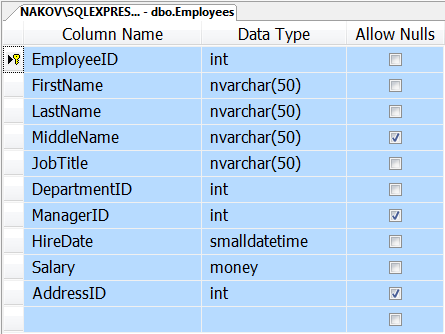 NAKOV\SQLEXPRES... - dbo.Employees
Column Name Data Type Allow Nulls
EmployeeID int
FirstName nvarchar(50)
LastName nvarchar(50)
MiddleName nvarchar(50)
JobTitle nvarchar(50)
DepartmentID int
ManagerID int
HireDate smalldatetime
Salary money
AddressID int